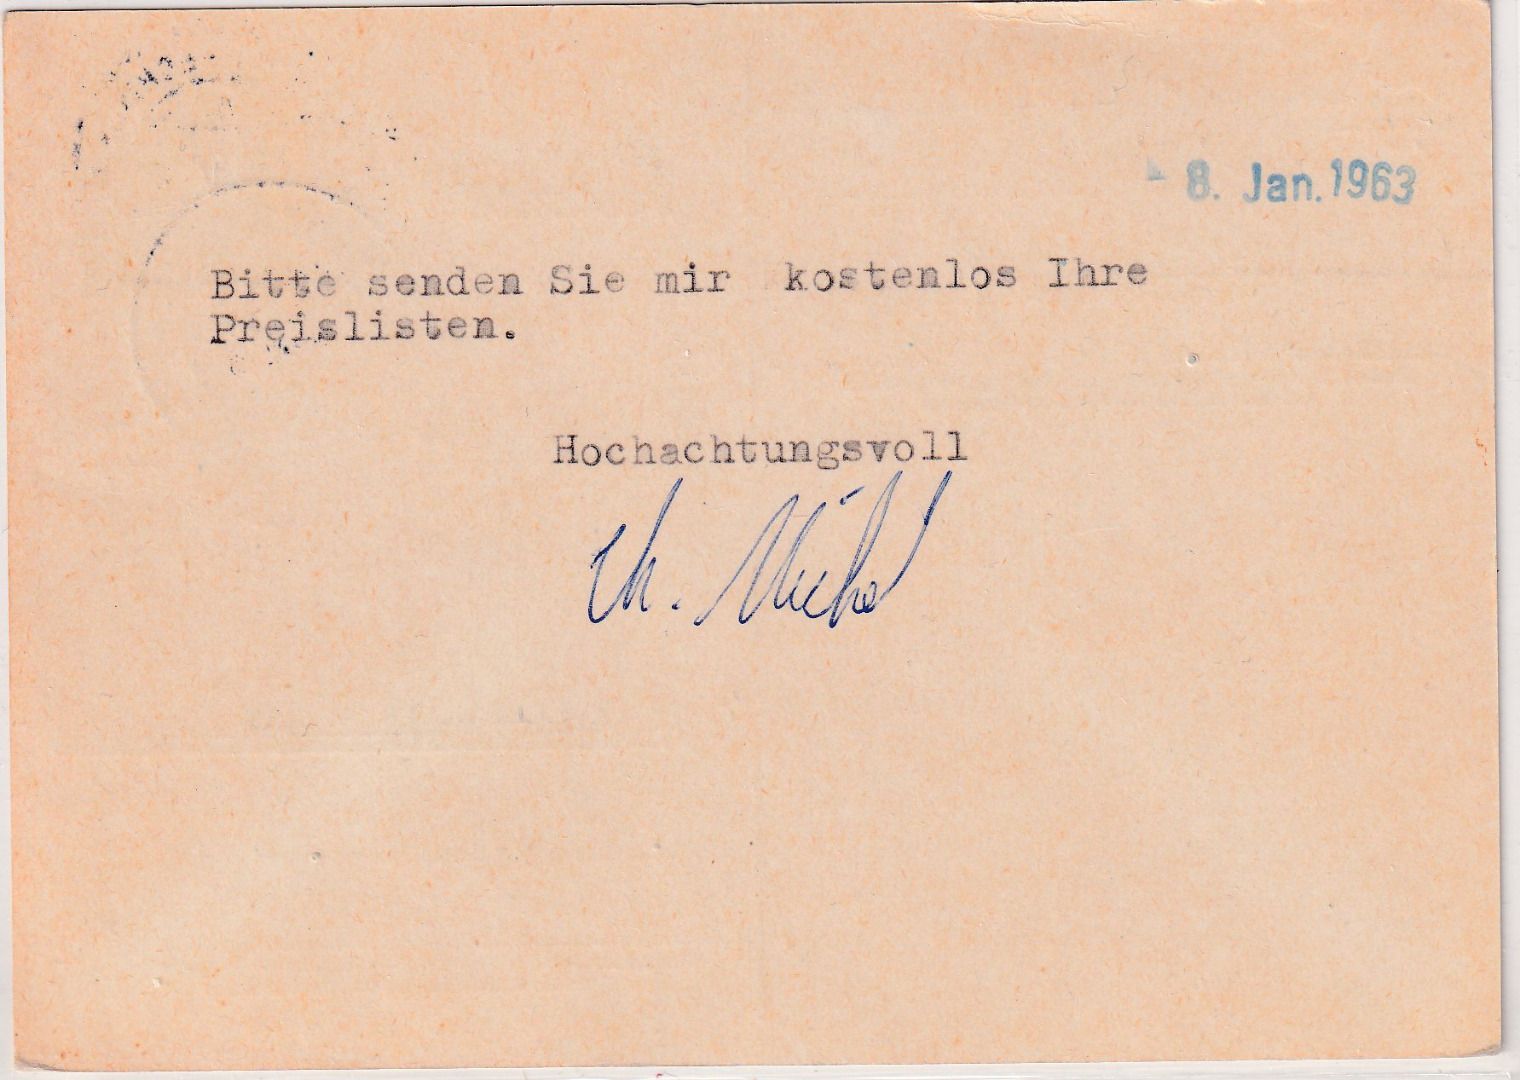 - 8. Jan. 1963
Bitte senden Sie mir kostenlos Ihre
Preislisten.
Hochachtungsvoll